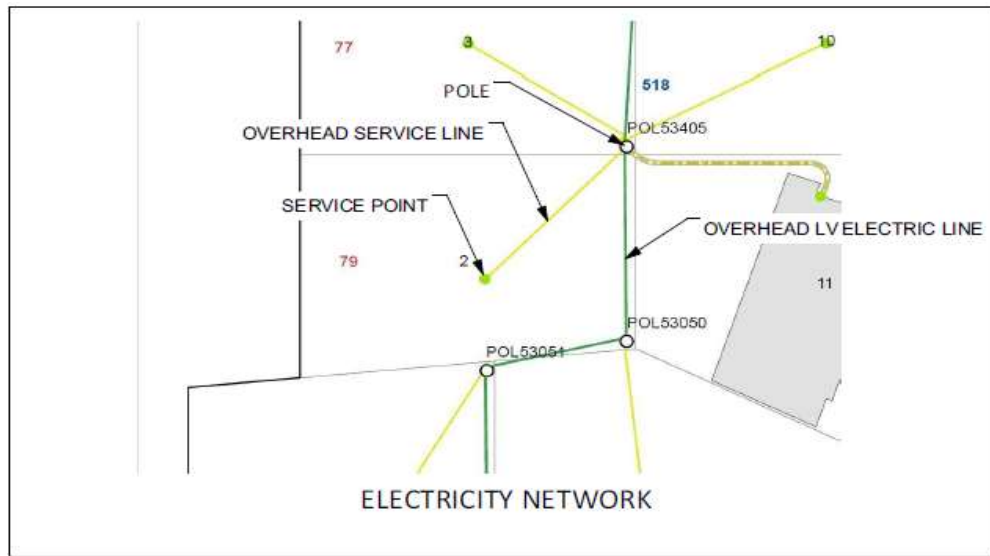 77
3
10
518
POLE
POL53405
OVERHEAD SERVICE LINE
SERVICE POINT
OVERHEAD LV ELECTRIC LINE
79
2
11
POL53050
POL53051
ELECTRICITY NETWORK